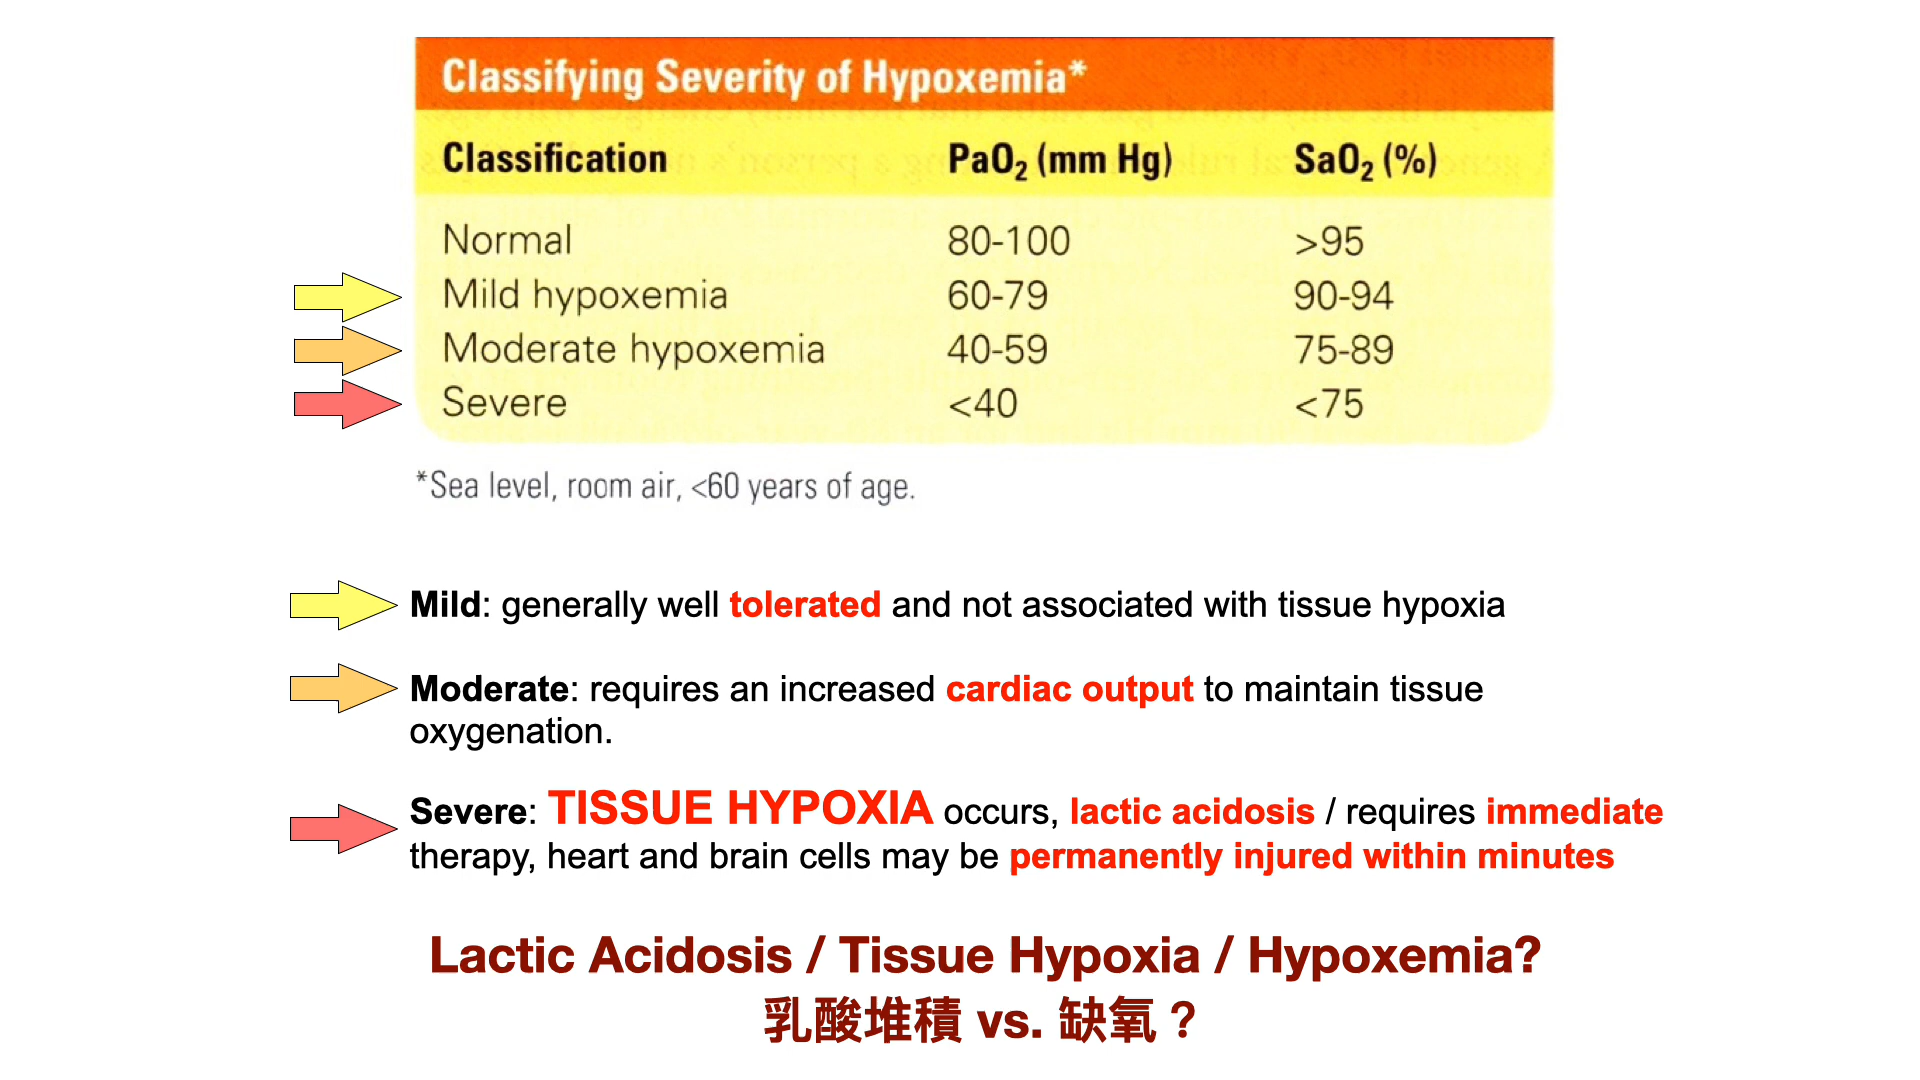 Classifying Severity of Hypoxemia*
Classification PaO₂ (mm Hg) SaO₂ (%)
Normal 80-100 >95
Mild hypoxemia 60-79 90-94
Moderate hypoxemia 40-59 75-89
Severe <40 <75
*Sea level, room air, <60 years of age.
Mild: generally well tolerated and not associated with tissue hypoxia
Moderate: requires an increased cardiac output to maintain tissue
oxygenation.
Severe: TISSUE HYPOXIA occurs, lactic acidosis / requires immediate
therapy, heart and brain cells may be permanently injured within minutes
Lactic Acidosis / Tissue Hypoxia / Hypoxemia?
乳酸堆積 vs. 缺氧？